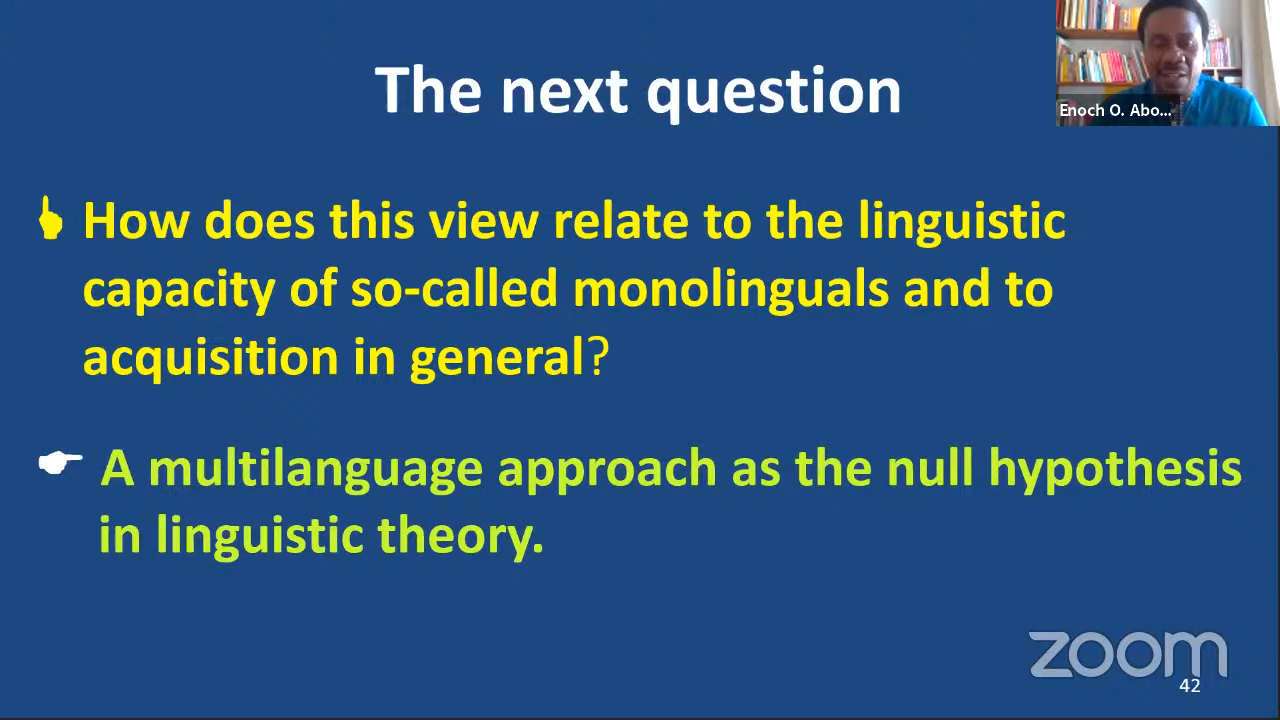 The next question
Enoch O. Abo...
How does this view relate to the linguistic
capacity of so-called monolinguals and to
acquisition in general?
A multilanguage approach as the null hypothesis
in linguistic theory.
zoom
42